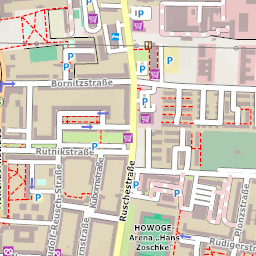 Bornitzstraße
Rutnikstraße
Ruschestraße
Kubornstraße
Rudolf-Reusch-Straße
HOWOGE-
Arena „Hans
Zoschke“
Plonzstraße
Rüdigerstr
P
P
P
P
P
P
P
P
P